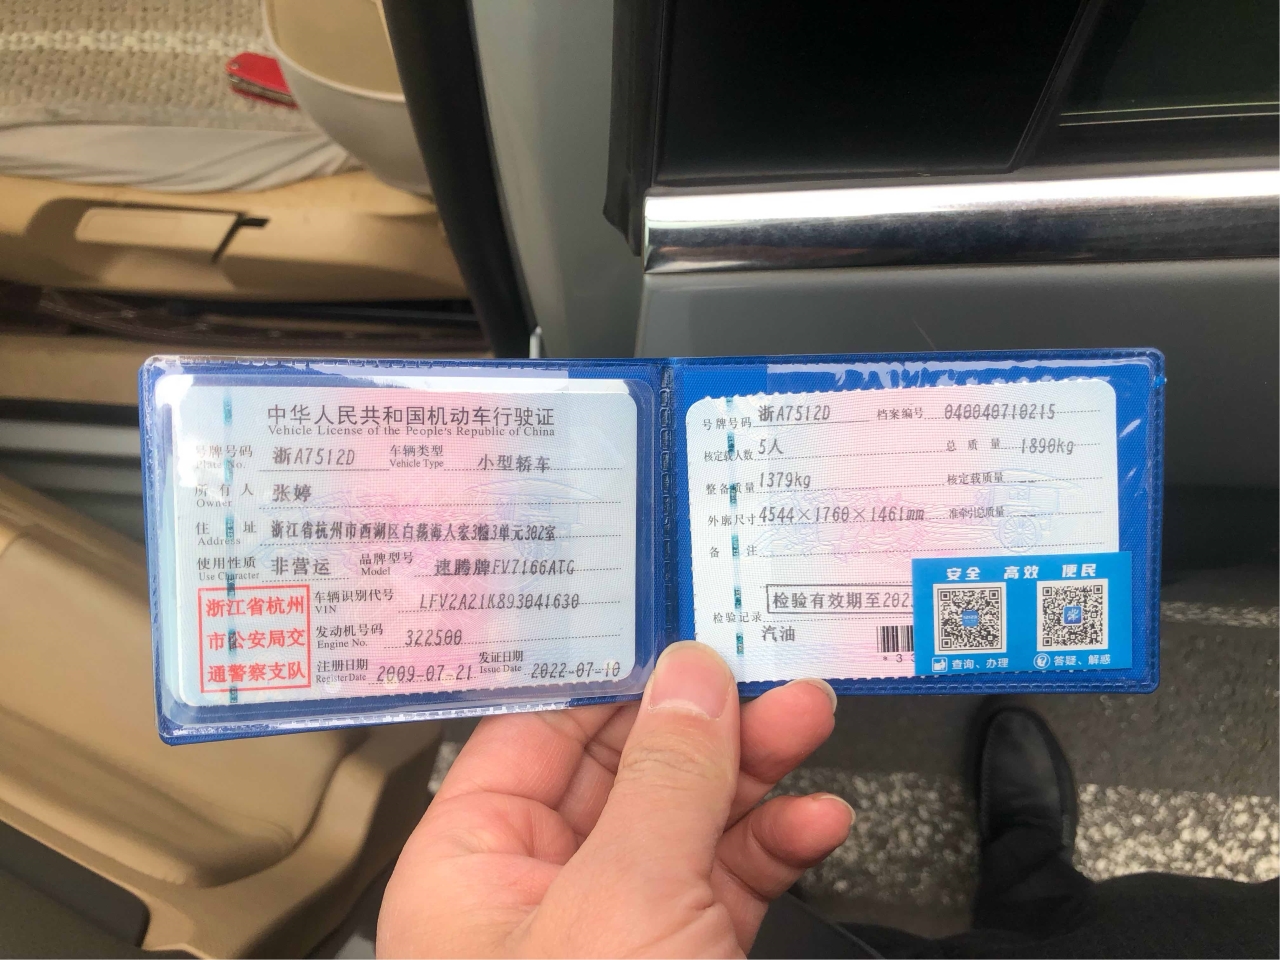 中华人民共和国机动车行驶证
Vehicle License of the People's Republic of China
号牌号码 浙A7512D 车辆类型 小型轿车
Plate No. Vehicle Type
所有人 张婷
Owner
住址 浙江省杭州市西湖区白荡海人家3幢3单元302室
Address
使用性质 非营运 品牌型号 速腾牌FV7166ATG
Use Character Model
浙江省杭州
市公安局交
通警察支队
车辆识别代号 LFV2A21K893041630
VIN
发动机号码 322500
Engine No.
注册日期 2009-07-21 发证日期 2022-07-10
Register Date Issue Date
号牌号码 浙A7512D 档案编号 040040710215
核定载人数 5人 总质量 1890kg
整备质量 1379kg 核定载质量
外廓尺寸 4544×1760×1461mm 准牵引总质量
备注
检验有效期至202
检验记录
汽油
*33
安全 高效 便民
查询、办理 答疑、解惑